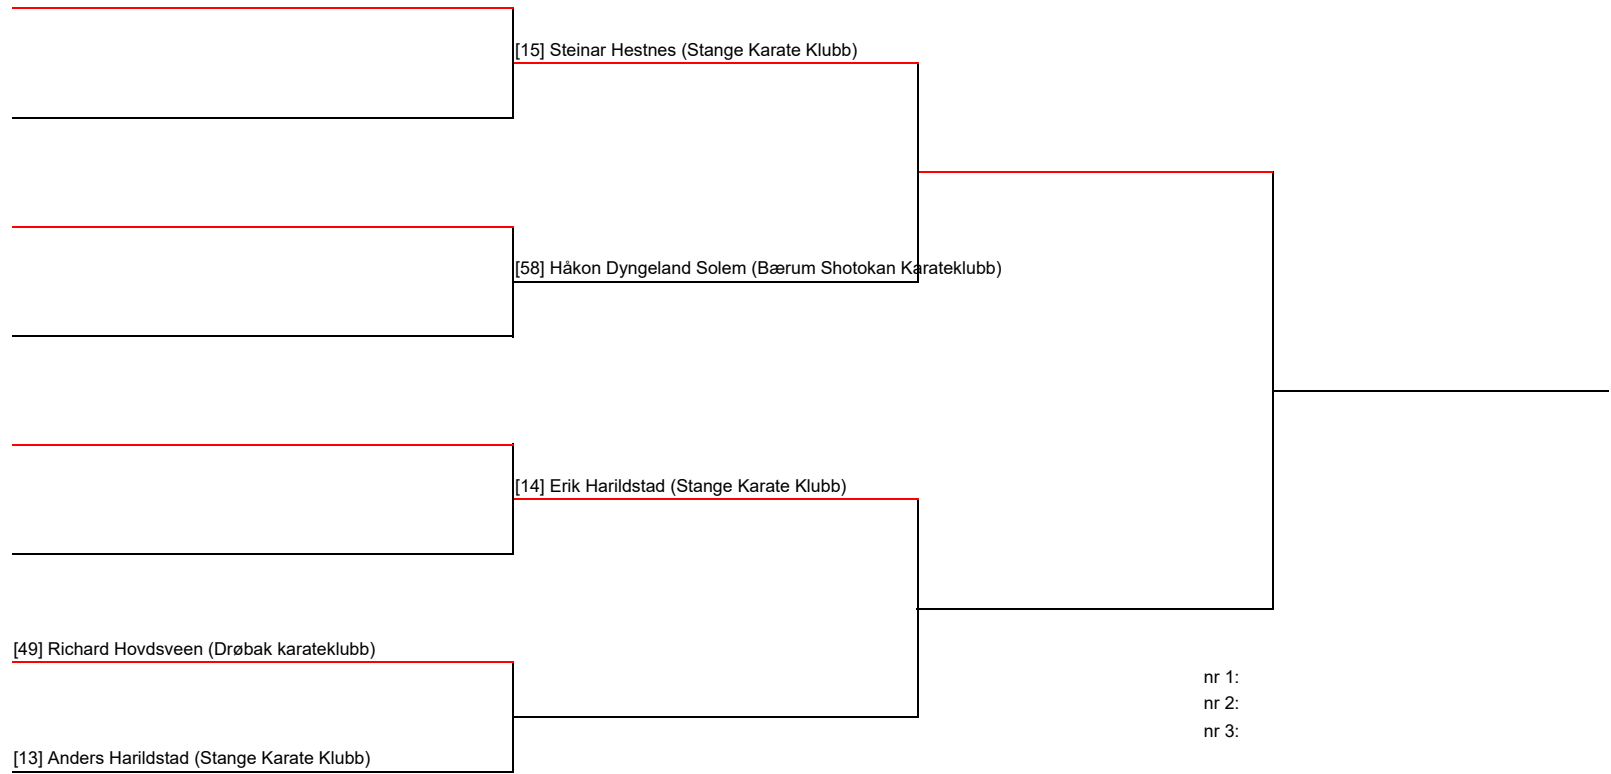 [15] Steinar Hestnes (Stange Karate Klubb)
[58] Håkon Dyngeland Solem (Bærum Shotokan Karateklubb)
[14] Erik Harildstad (Stange Karate Klubb)
[49] Richard Hovdsveen (Drøbak karateklubb)
[13] Anders Harildstad (Stange Karate Klubb)
nr 1:
nr 2:
nr 3: